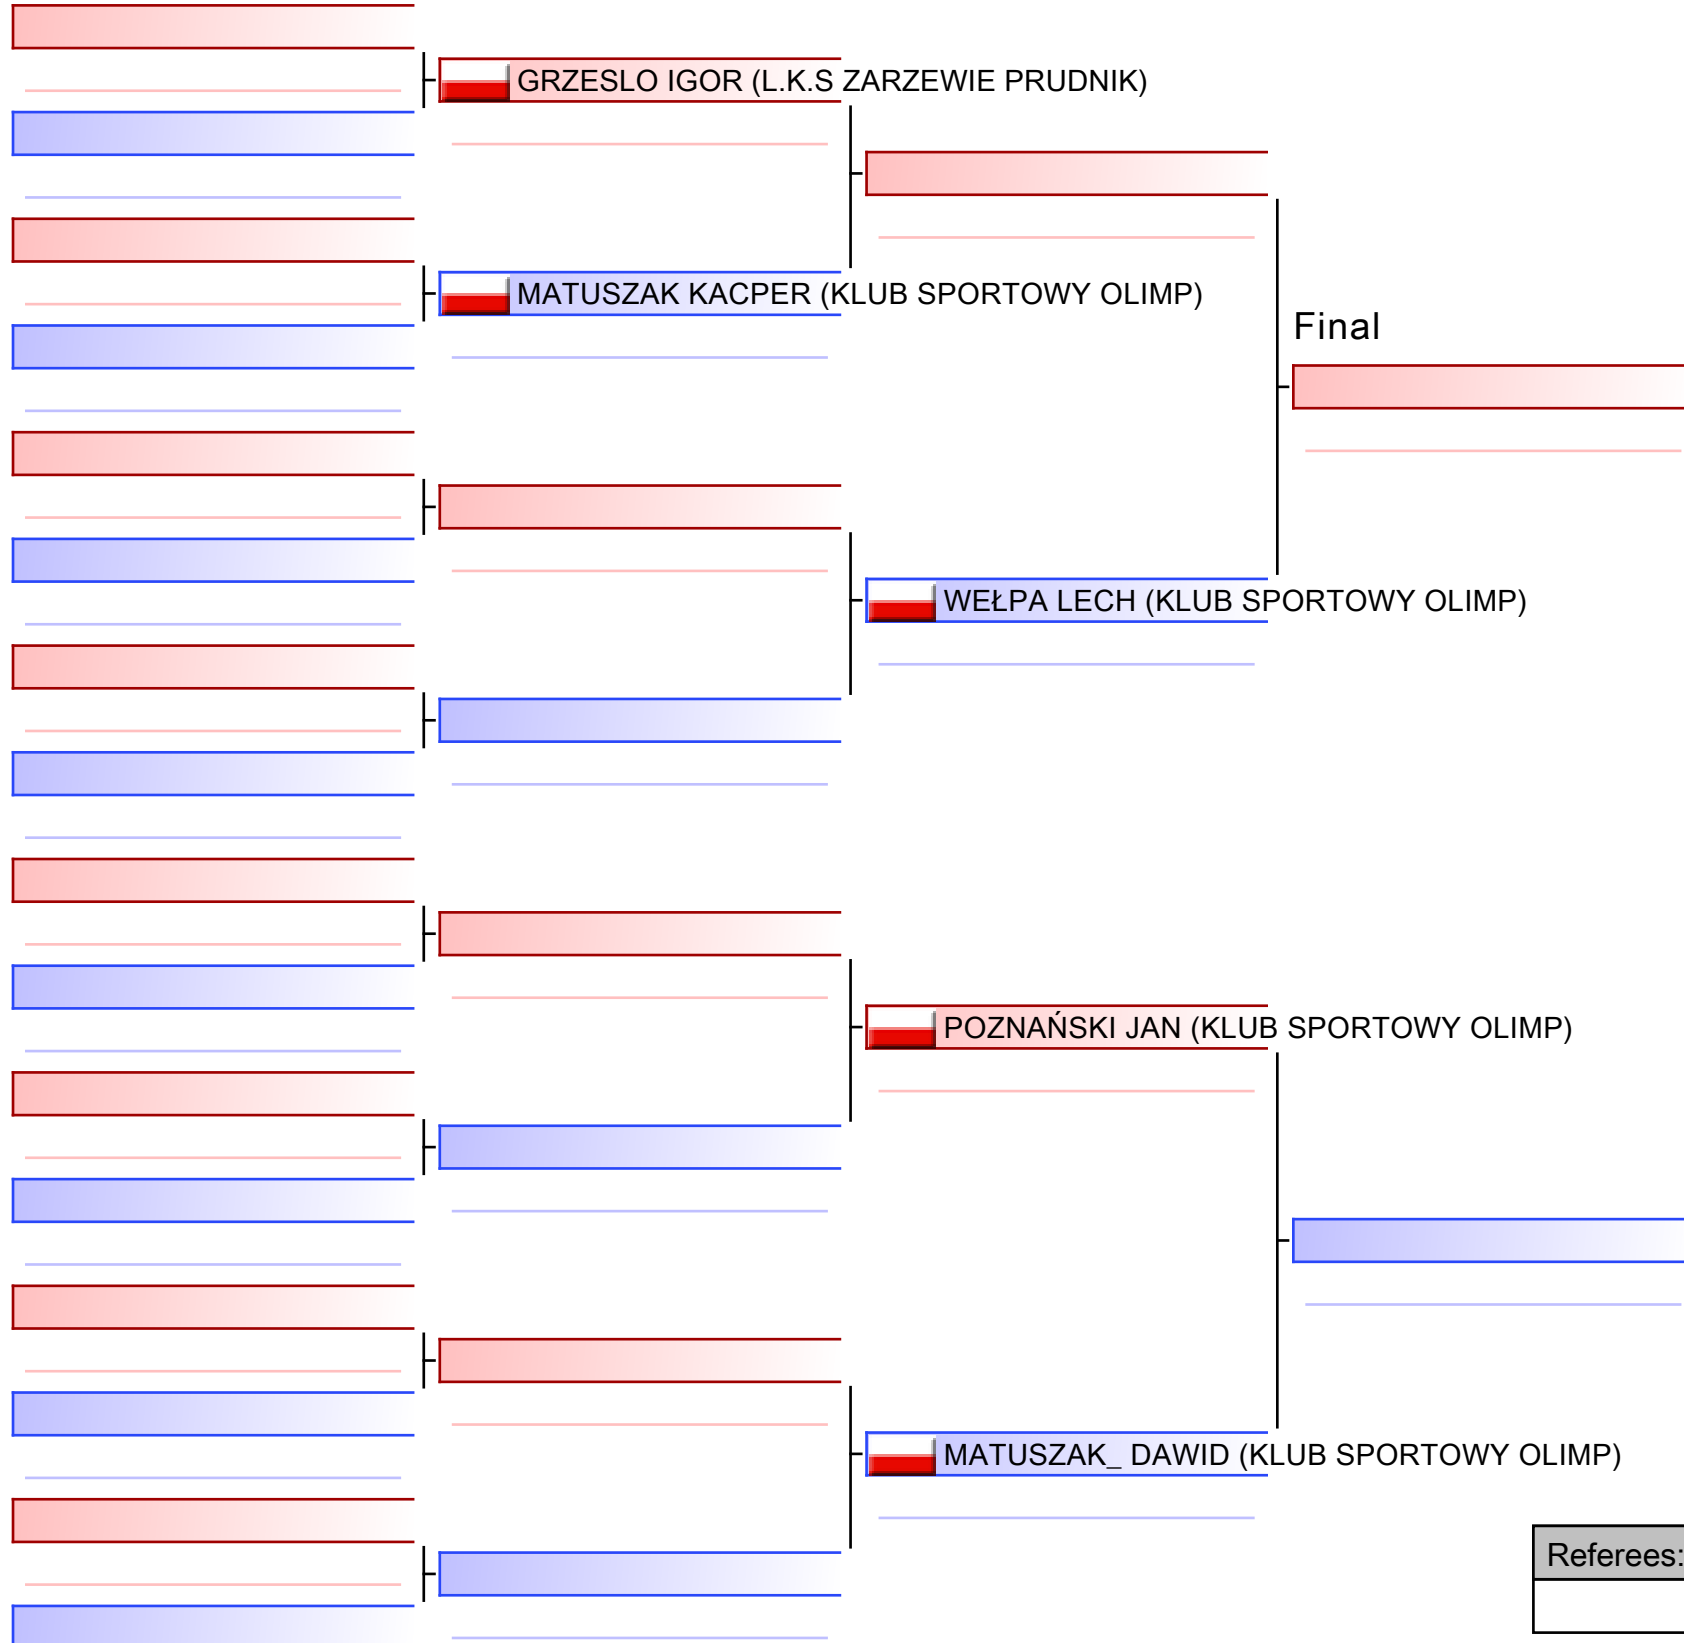 GRZESLO IGOR (L.K.S ZARZEWIE PRUDNIK)
MATUSZAK KACPER (KLUB SPORTOWY OLIMP)
Final
WEŁPA LECH (KLUB SPORTOWY OLIMP)
POZNAŃSKI JAN (KLUB SPORTOWY OLIMP)
MATUSZAK_ DAWID (KLUB SPORTOWY OLIMP)
Referees: